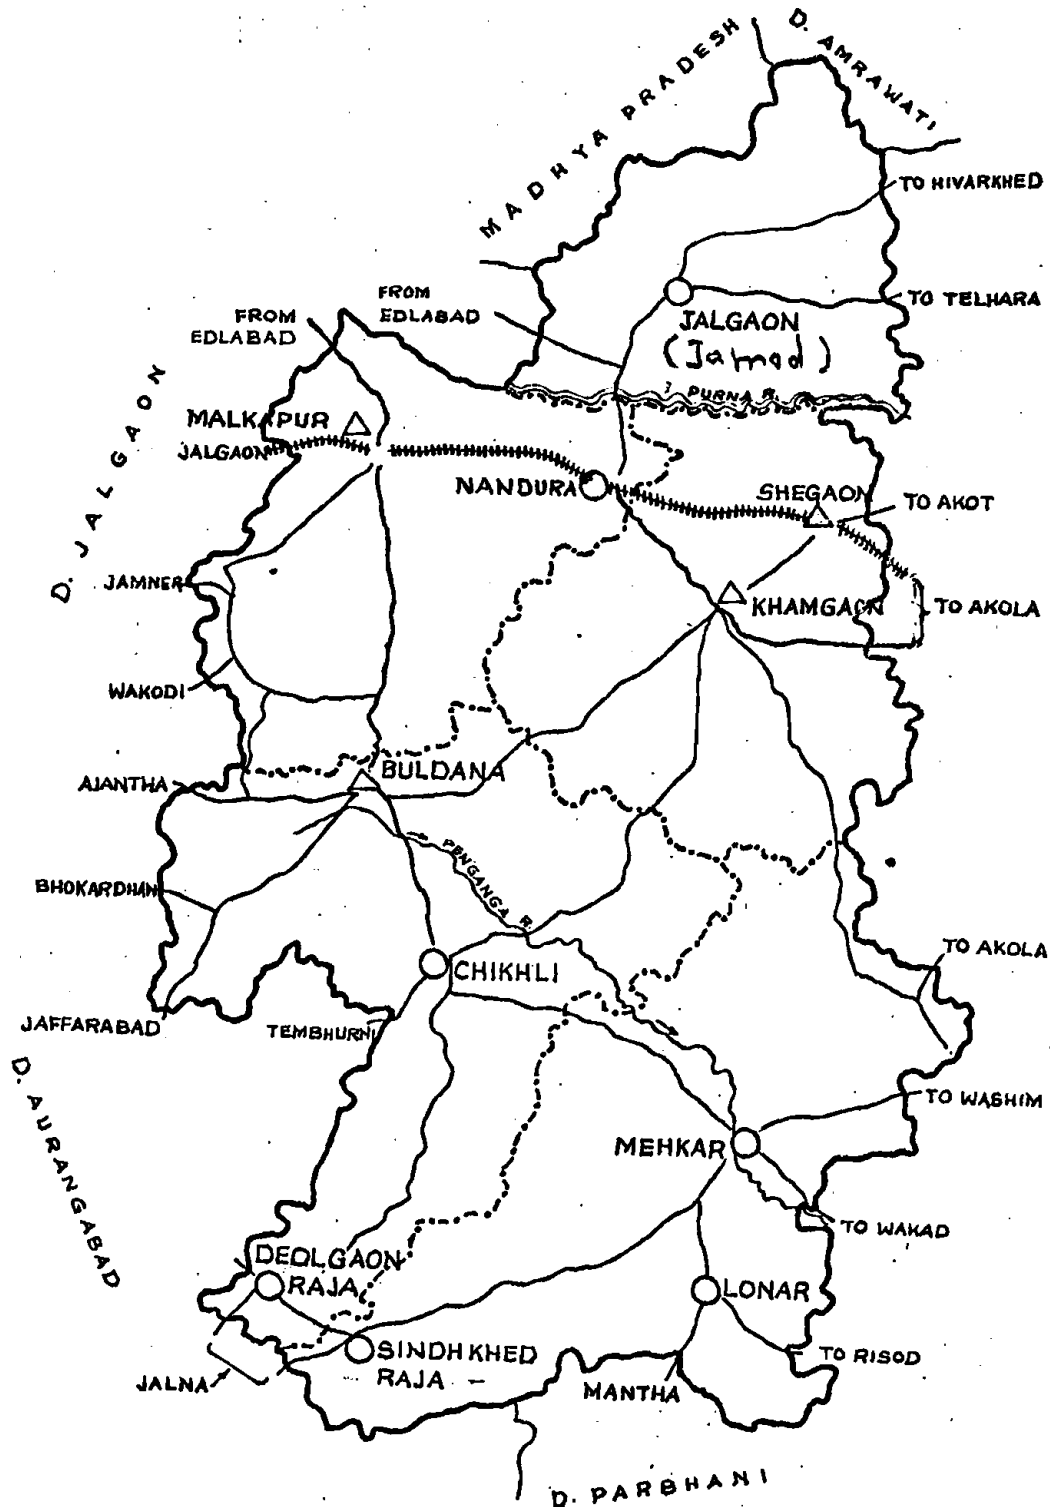 D. AMRAWATI
MADHYA PRADESH
TO HIVARKHED
FROM
EDLABAD
TO TELHARA
FROM
EDLABAD
JALGAON
(Jamod)
PURNA R.
D. JALGAON
MALKAPUR
JALGAON
NANDURA
SHEGAON
TO AKOT
JAMNER
KHAMGAON
TO AKOLA
WAKODI
BULDANA
AJANTHA
PENGANGA R.
BHOKARDHAN
TO AKOLA
CHIKHLI
JAFFARABAD
TEMBHURNI
D. AURANGABAD
TO WASHIM
MEHKAR
TO WAKAD
DEOLGAON
RAJA
LONAR
SINDHKHED
RAJA
TO RISOD
JALNA
MANTHA
D. PARBHANI